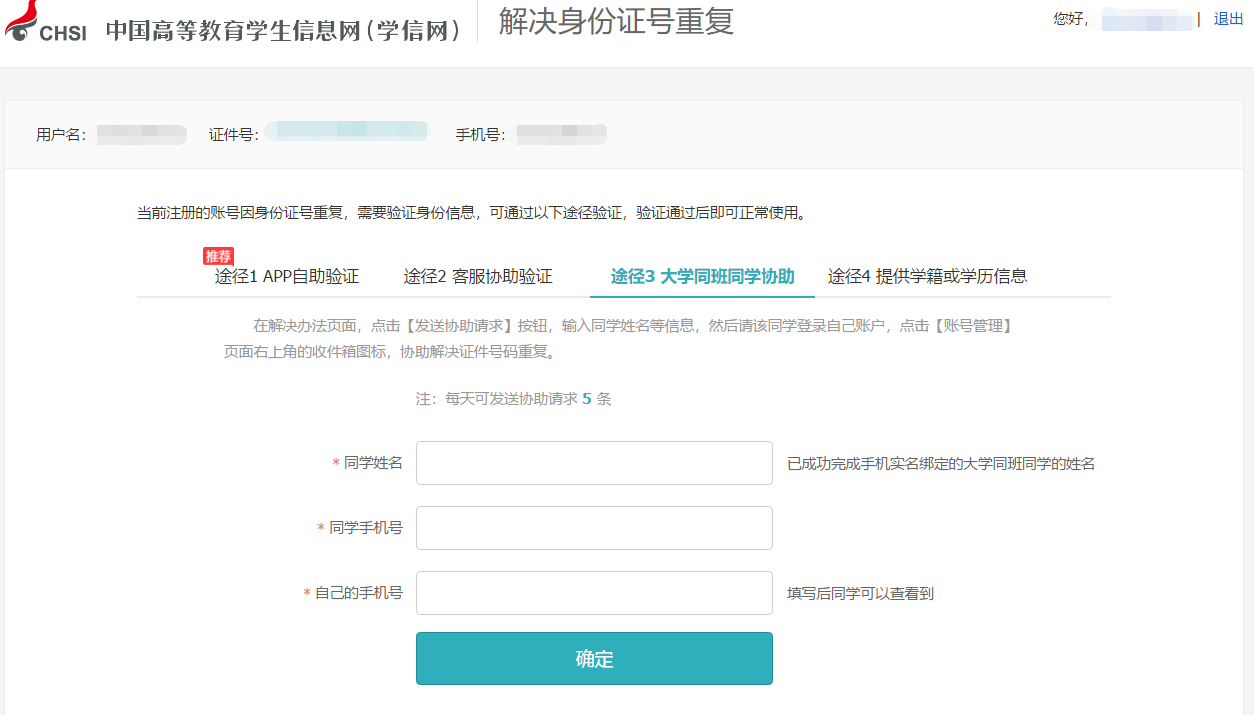 CHSI 中国高等教育学生信息网(学信网) 解决身份证号重复 您好, | 退出
用户名: 证件号: 手机号:
当前注册的账号因身份证号重复，需要验证身份信息，可通过以下途径验证，验证通过后即可正常使用。
推荐
途径1 APP自助验证 途径2 客服协助验证 途径3 大学同班同学协助 途径4 提供学籍或学历信息
在解决办法页面，点击【发送协助请求】按钮，输入同学姓名等信息，然后请该同学登录自己账户，点击【账号管理】
页面右上角的收件箱图标，协助解决证件号码重复。
注：每天可发送协助请求 5 条
* 同学姓名 已成功完成手机实名绑定的大学同班同学的姓名
* 同学手机号
* 自己的手机号 填写后同学可以查看到
确定